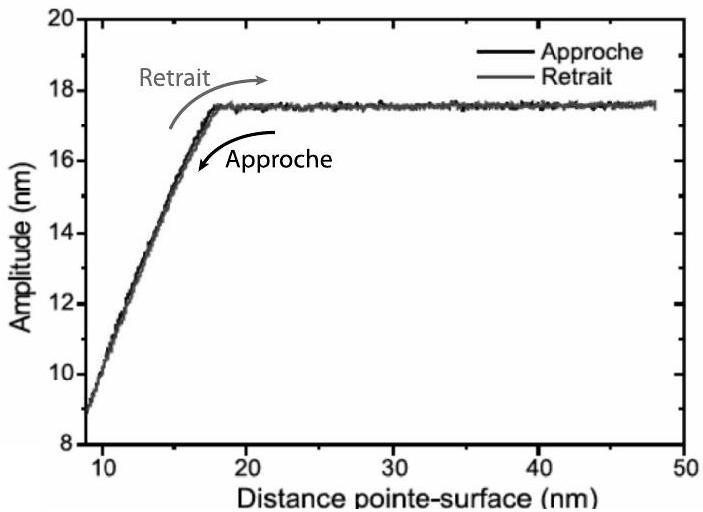 20
18
16
14
12
10
8
Amplitude (nm)
Retrait
Approche
Approche
Retrait
10 20 30 40 50
Distance pointe-surface (nm)